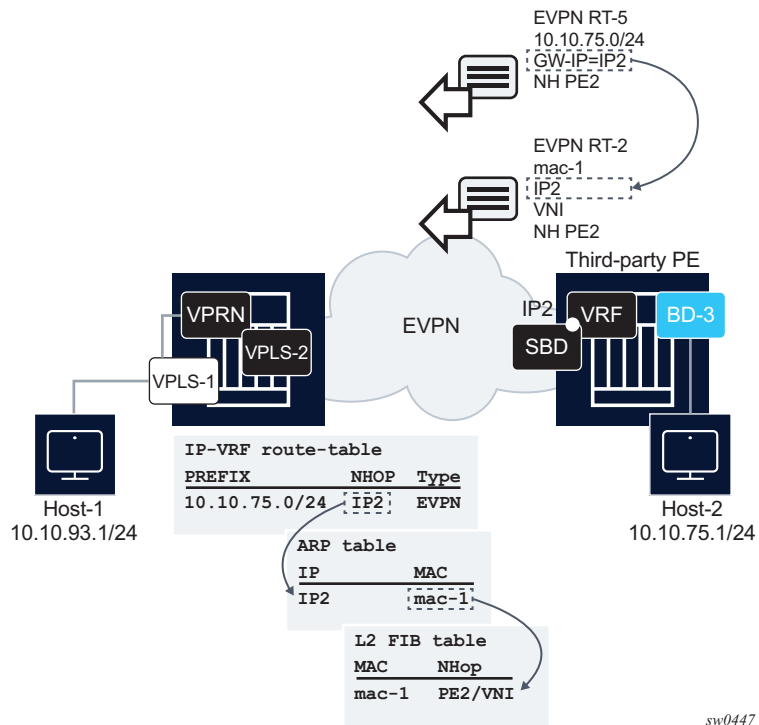 EVPN RT-5
10.10.75.0/24
GW-IP=IP2
NH PE2
EVPN RT-2
mac-1
IP2
VNI
NH PE2
Third-party PE
VPRN
VPLS-2
VPLS-1
EVPN
IP2
VRF
BD-3
SBD
Host-1
10.10.93.1/24
Host-2
10.10.75.1/24
IP-VRF route-table
PREFIX NHOP Type
10.10.75.0/24 IP2 EVPN
ARP table
IP MAC
IP2 mac-1
L2 FIB table
MAC NHop
mac-1 PE2/VNI
sw0447